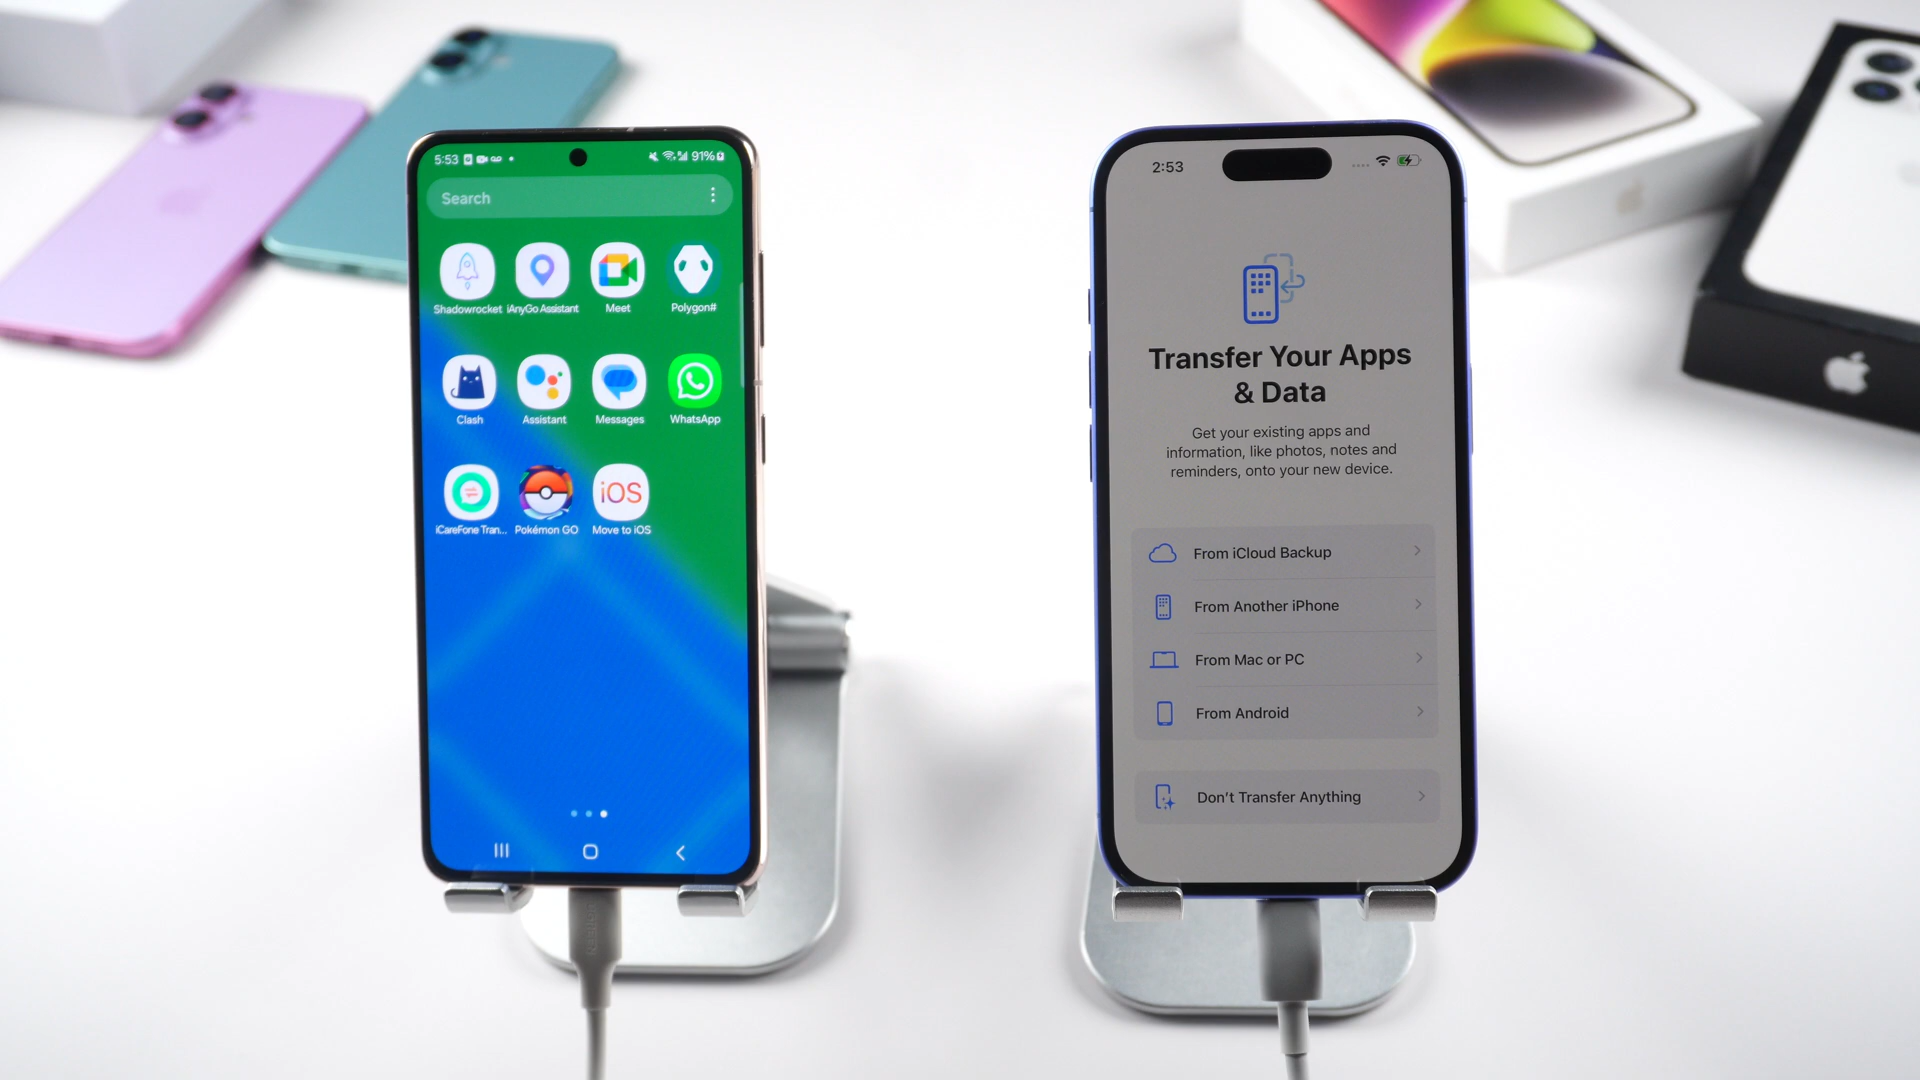 5:53
91%
Search
Shadowrocket
iAnyGo Assistant
Meet
Polygon#
Clash
Assistant
Messages
WhatsApp
iCareFone Tran...
Pokémon GO
iOS
Move to iOS
2:53
Transfer Your Apps
& Data
Get your existing apps and
information, like photos, notes and
reminders, onto your new device.
From iCloud Backup
From Another iPhone
From Mac or PC
From Android
Don't Transfer Anything